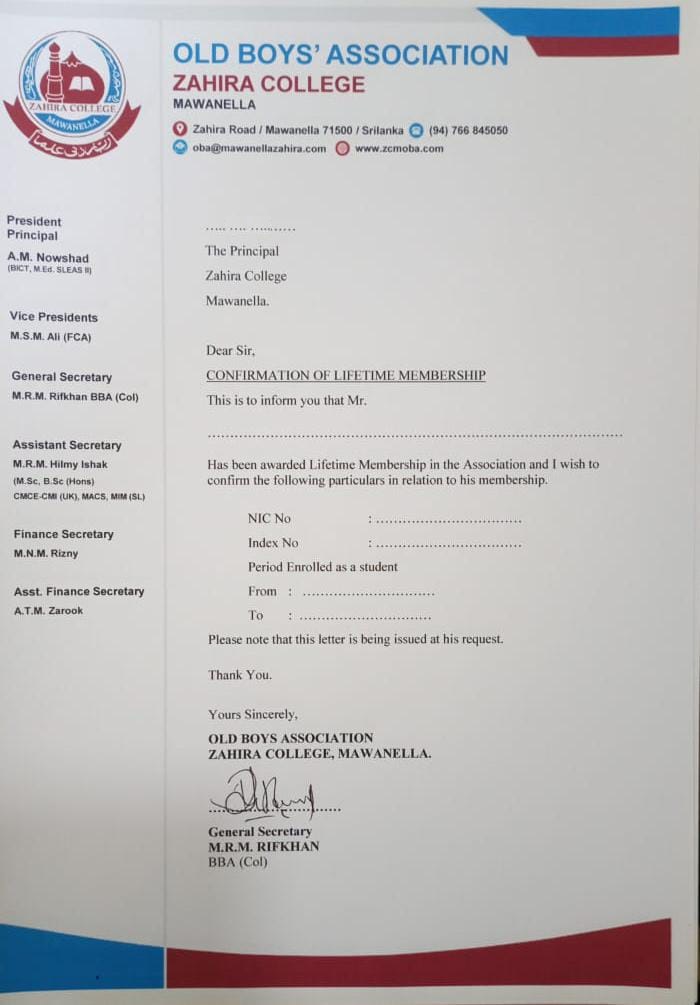 OLD BOYS' ASSOCIATION
ZAHIRA COLLEGE
MAWANELLA
Zahira Road / Mawanella 71500 / Srilanka (94) 766 845050
oba@mawanellazahira.com www.zcmoba.com
ZAHIRA COLLEGE
MAWANELLA
President
Principal
A.M. Nowshad
(BICT, M.Ed. SLEAS II)
Vice Presidents
M.S.M. Ali (FCA)
General Secretary
M.R.M. Rifkhan BBA (Col)
Assistant Secretary
M.R.M. Hilmy Ishak
(M.Sc, B.Sc (Hons)
CMCE-CMI (UK), MACS, MIM (SL)
Finance Secretary
M.N.M. Rizny
Asst. Finance Secretary
A.T.M. Zarook
..... .... ...........
The Principal
Zahira College
Mawanella.
Dear Sir,
CONFIRMATION OF LIFETIME MEMBERSHIP
This is to inform you that Mr.
................................................................................
Has been awarded Lifetime Membership in the Association and I wish to
confirm the following particulars in relation to his membership.
NIC No : ...................................
Index No : ...................................
Period Enrolled as a student
From : ................................
To : ................................
Please note that this letter is being issued at his request.
Thank You.
Yours Sincerely,
OLD BOYS ASSOCIATION
ZAHIRA COLLEGE, MAWANELLA.
General Secretary
M.R.M. RIFKHAN
BBA (Col)